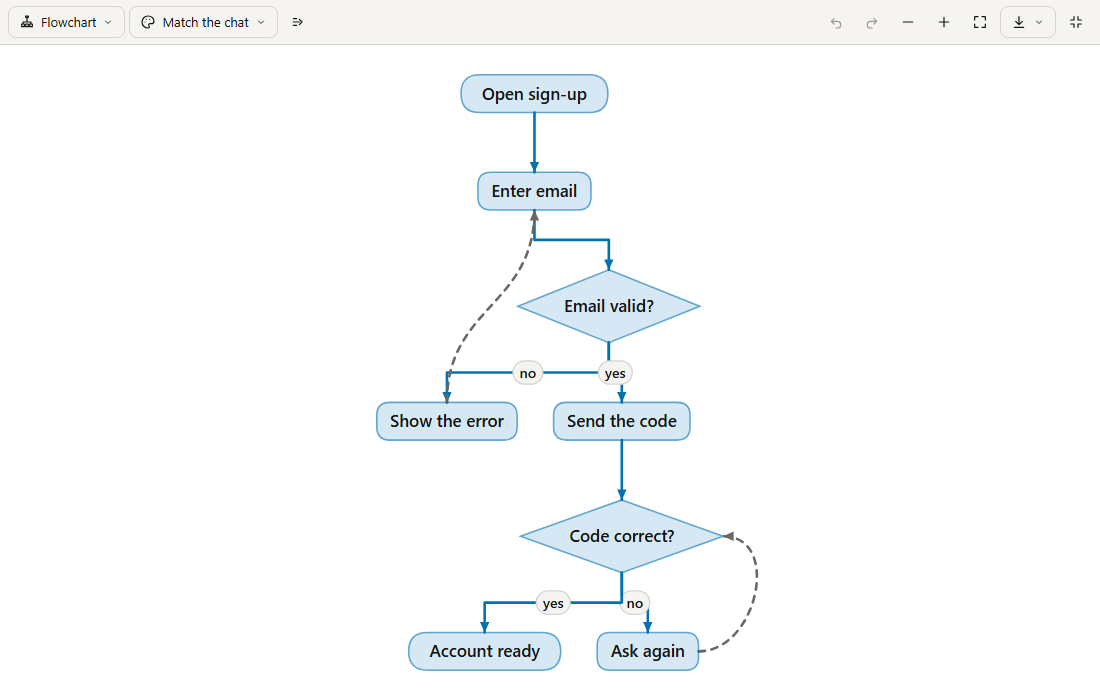 Flowchart
Match the chat
Open sign-up
Enter email
Email valid?
no
yes
Show the error
Send the code
Code correct?
yes
no
Account ready
Ask again